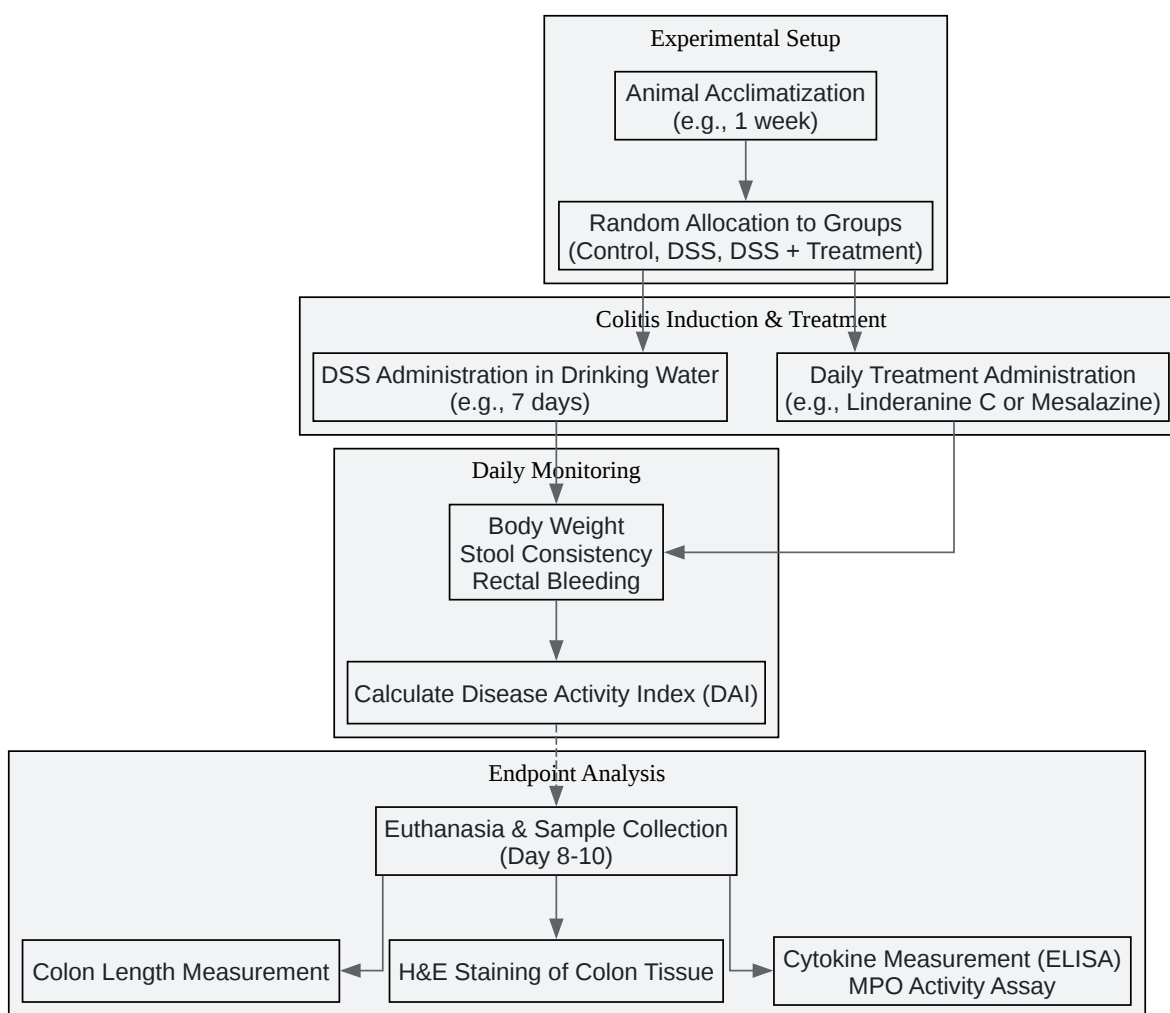 Experimental Setup
Animal Acclimatization
(e.g., 1 week)
Random Allocation to Groups
(Control, DSS, DSS + Treatment)
Colitis Induction & Treatment
DSS Administration in Drinking Water
(e.g., 7 days)
Daily Treatment Administration
(e.g., Linderanine C or Mesalazine)
Daily Monitoring
Body Weight
Stool Consistency
Rectal Bleeding
Calculate Disease Activity Index (DAI)
Endpoint Analysis
Euthanasia & Sample Collection
(Day 8-10)
Colon Length Measurement
H&E Staining of Colon Tissue
Cytokine Measurement (ELISA)
MPO Activity Assay